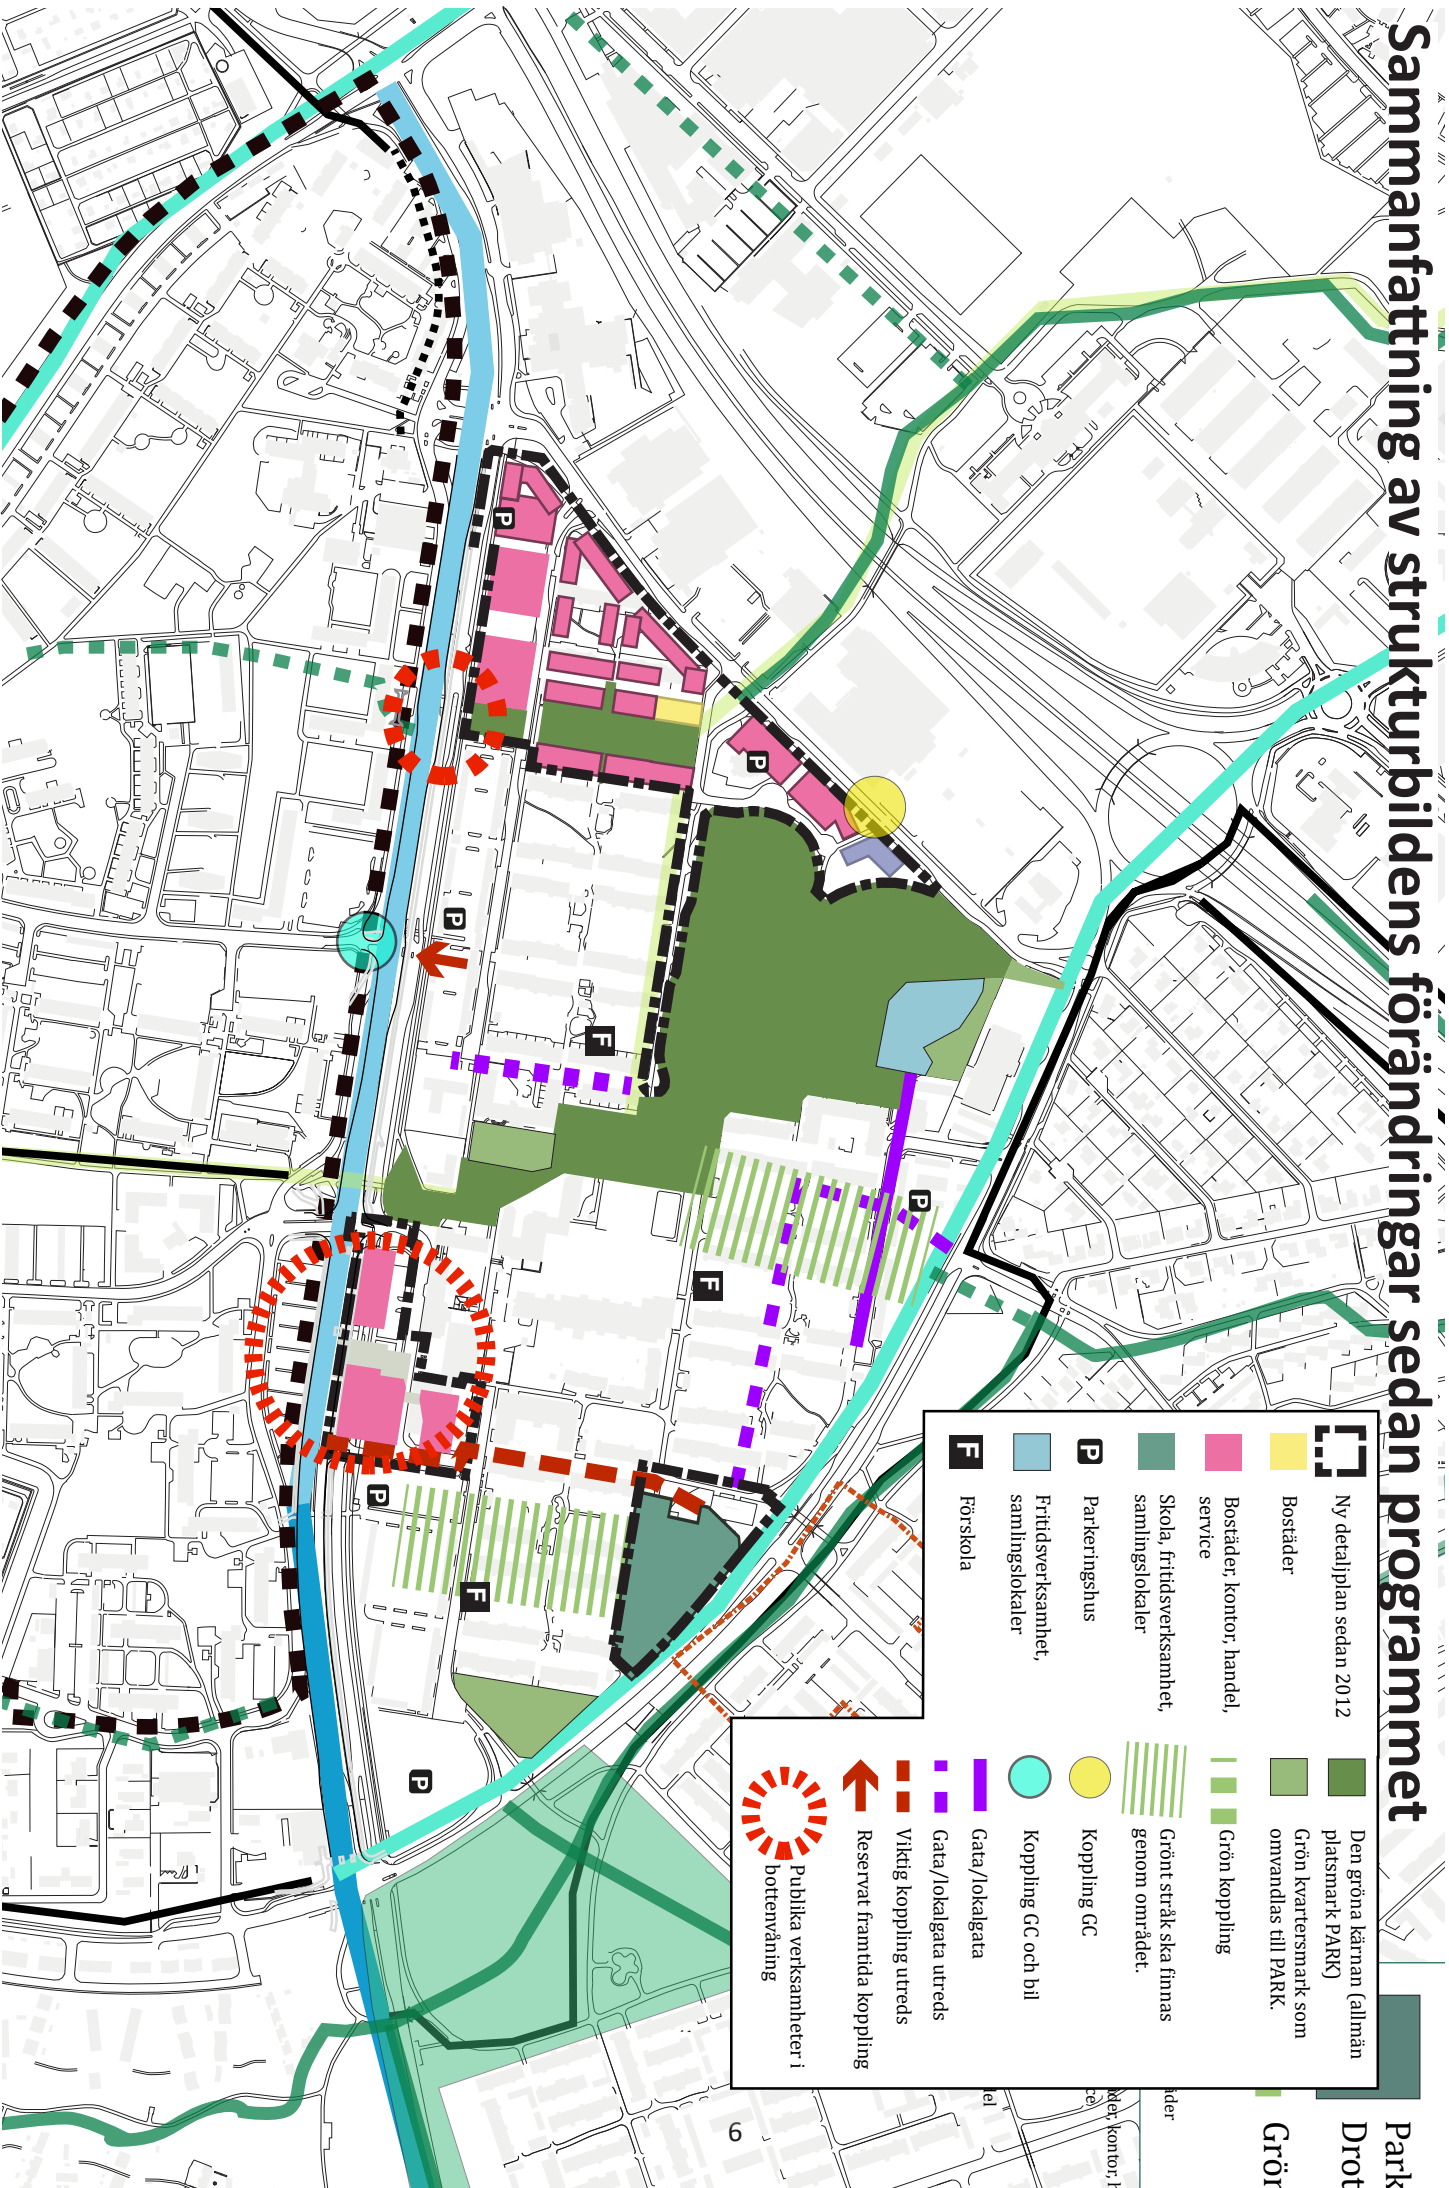 Sammanfattning av strukturbildens förändringar sedan programmet
Ny detaljplan sedan 2012
Bostäder
Bostäder, kontor, handel,
service
Skola, fritidsverksamhet,
samlingslokaler
P
Parkeringshus
Fritidsverksamhet,
samlingslokaler
F
Förskola
Den gröna kärnan (allmän
platsmark PARK)
Grön kvartersmark som
omvandlas till PARK.
Grön koppling
Grönt stråk ska finnas
genom området.
Koppling GC
Koppling GC och bil
Gata/lokalgata
Gata/lokalgata utreds
Viktig koppling utreds
Reservat framtida koppling
Publika verksamheter i
bottenvåning
P
P
P
P
P
P
F
F
F
Park
Drot
Grör
6